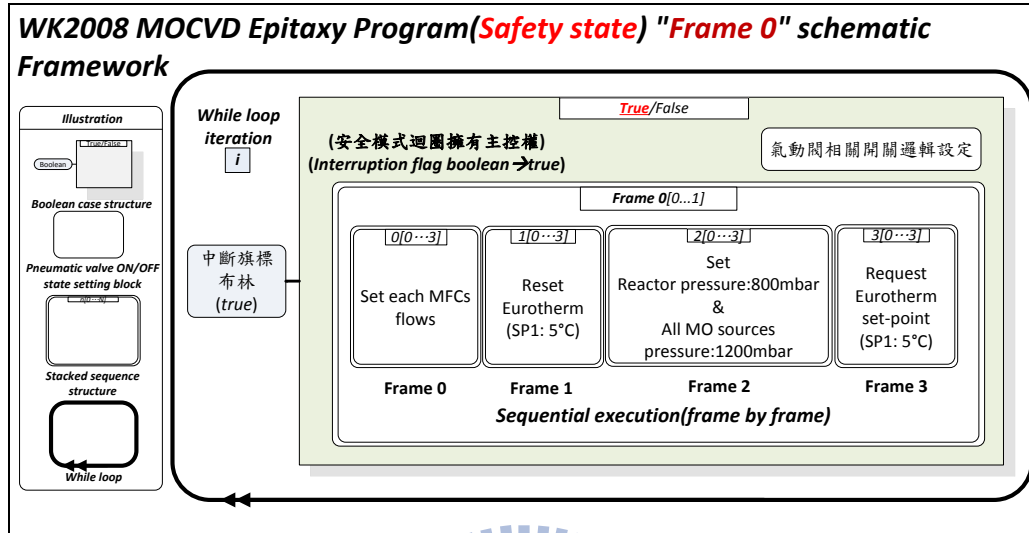 WK2008 MOCVD Epitaxy Program(Safety state) "Frame 0" schematic
Framework
Illustration
True/False
Boolean
Boolean case structure
Pneumatic valve ON/OFF
state setting block
n[0⋯N]
Stacked sequence
structure
While loop
While loop
iteration
i
中斷旗標
布林
(true)
True/False
(安全模式迴圈擁有主控權)
(Interruption flag boolean→true)
氣動閥相關開關邏輯設定
Frame 0[0...1]
0[0⋯3]
Set each MFCs
flows
Frame 0
1[0⋯3]
Reset
Eurotherm
(SP1: 5°C)
Frame 1
2[0⋯3]
Set
Reactor pressure:800mbar
&
All MO sources
pressure:1200mbar
Frame 2
3[0⋯3]
Request
Eurotherm
set-point
(SP1: 5°C)
Frame 3
Sequential execution(frame by frame)